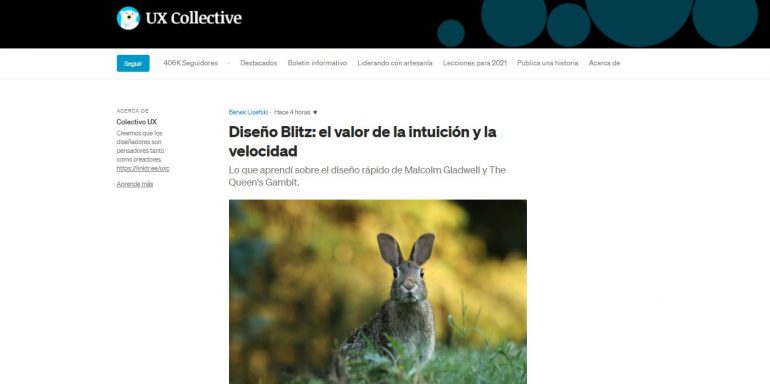 UX Collective
Seguir 406K Seguidores · Destacados Boletin informativo Liderando con artesanía Lecciones para 2021 Publica una historia Acerca de
ACERCA DE
Colectivo UX
Creemos que los
diseñadores son
pensadores tanto
como creadores.
https://linktr.ee/uxc
Aprende más
Benek Lisefski · Hace 4 horas ★
Diseño Blitz: el valor de la intuición y la
velocidad
Lo que aprendí sobre el diseño rápido de Malcolm Gladwell y The
Queen's Gambit.